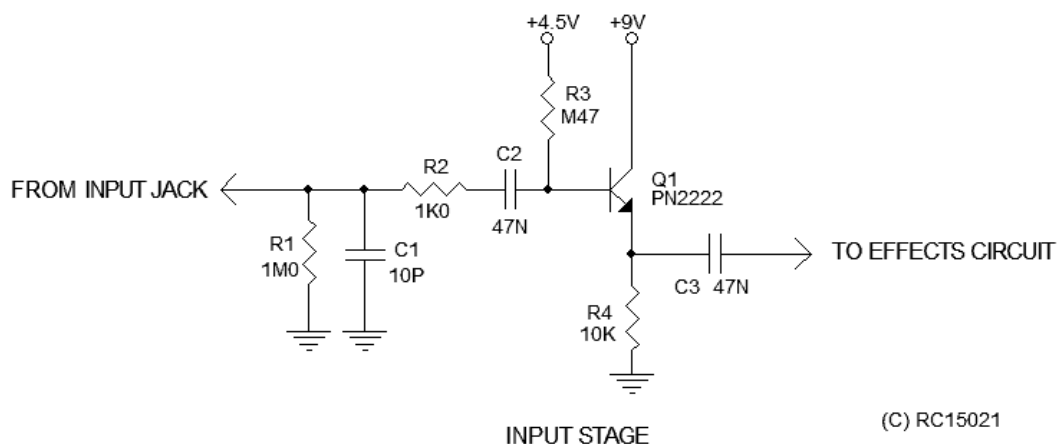 +4.5V
+9V
R3
M47
R2
1K0
C2
47N
Q1
PN2222
FROM INPUT JACK
R1
1M0
C1
10P
TO EFFECTS CIRCUIT
C3 47N
R4
10K
INPUT STAGE
(C) RC15021